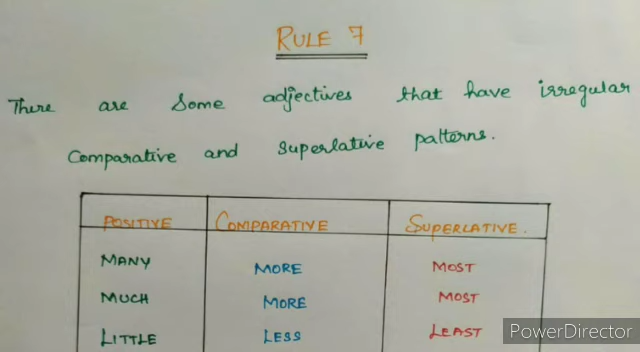 RULE 7
There are Some adjectives that have irregular
Comparative and Superlative patterns.
POSITIVE COMPARATIVE SUPERLATIVE.
MANY MORE MOST
MUCH MORE MOST
LITTLE LESS LEAST
PowerDirector